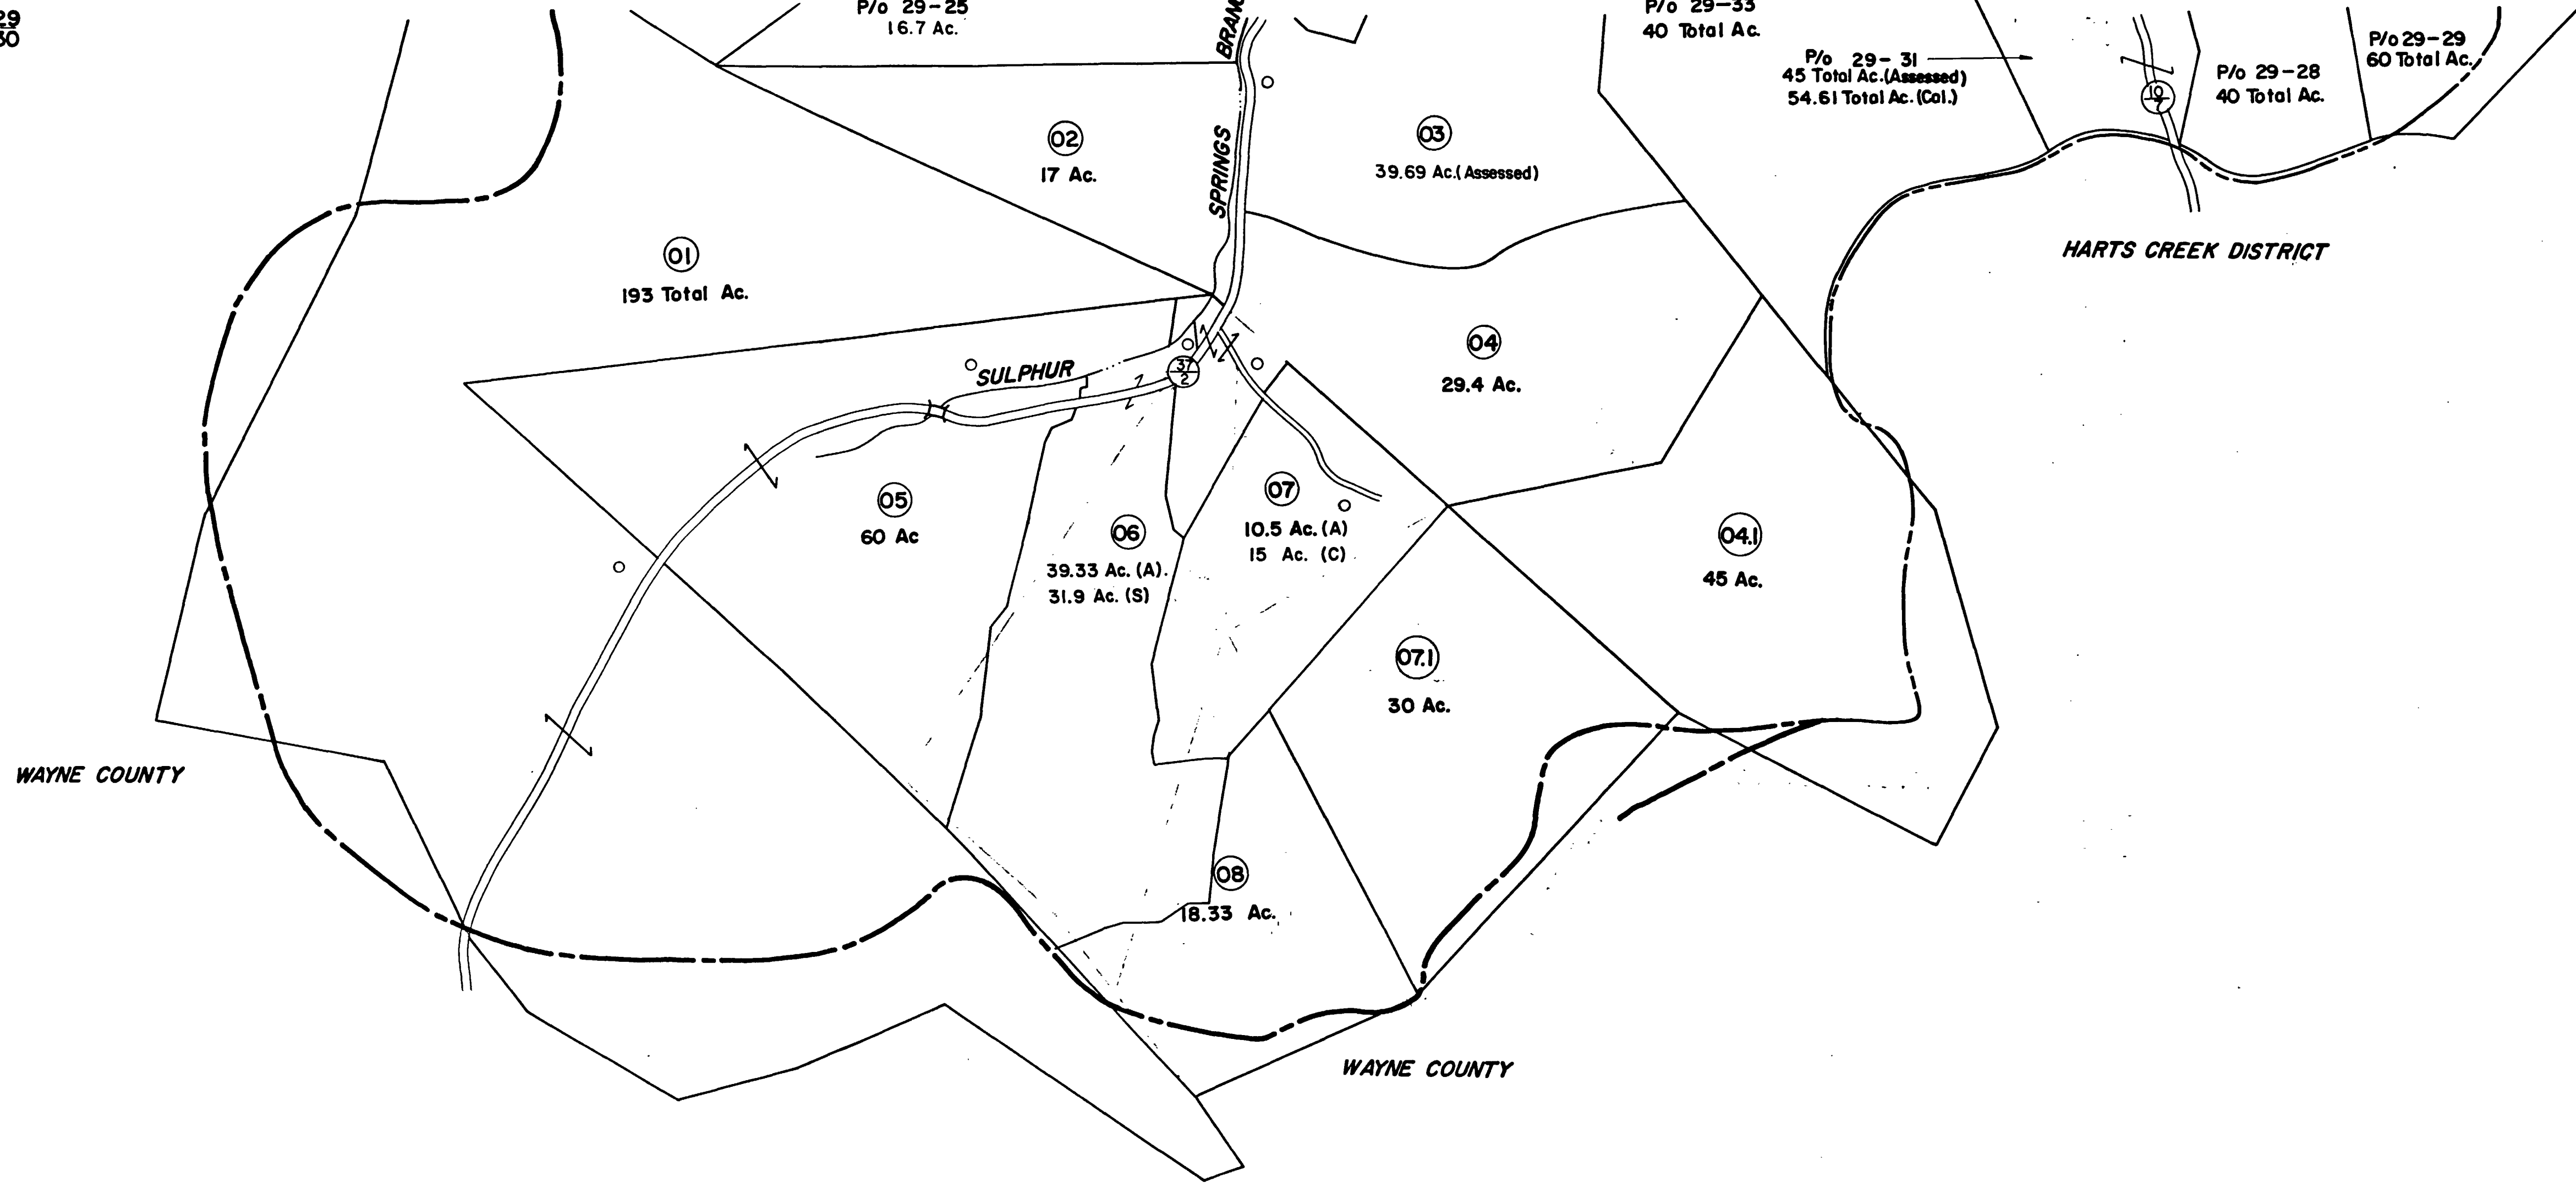 29
30
P/o 29-25
16.7 Ac.
P/o 29-33
40 Total Ac.
P/o 29-31
45 Total Ac.(Assessed)
54.61 Total Ac.(Cal.)
10
7
P/o 29-28
40 Total Ac.
P/o 29-29
60 Total Ac.
SPRINGS
02
17 Ac.
03
39.69 Ac.(Assessed)
HARTS CREEK DISTRICT
01
193 Total Ac.
SULPHUR
37
2
04
29.4 Ac.
05
60 Ac
06
39.33 Ac. (A).
31.9 Ac. (S)
07
10.5 Ac. (A)
15 Ac. (C)
04.1
45 Ac.
07.1
30 Ac.
WAYNE COUNTY
08
18.33 Ac.
WAYNE COUNTY